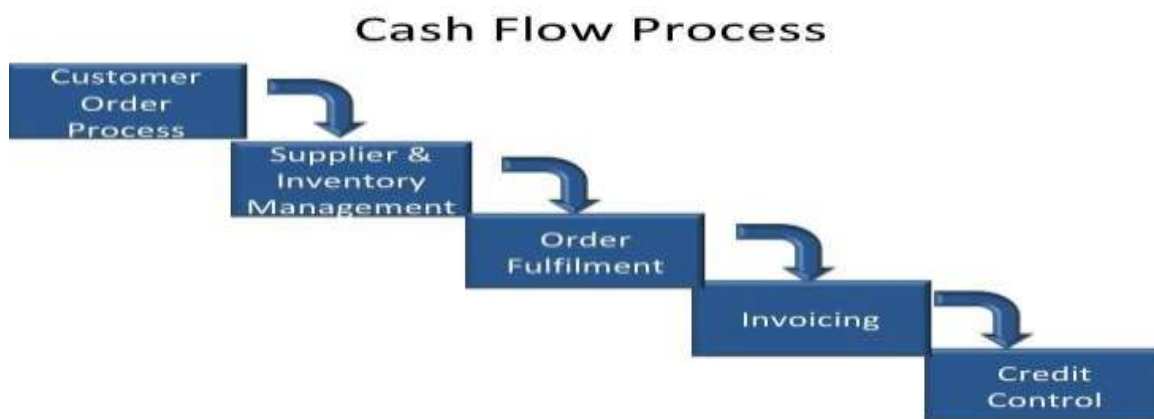 Cash Flow Process
Customer
Order
Process
Supplier &
Inventory
Management
Order
Fulfilment
Invoicing
Credit
Control